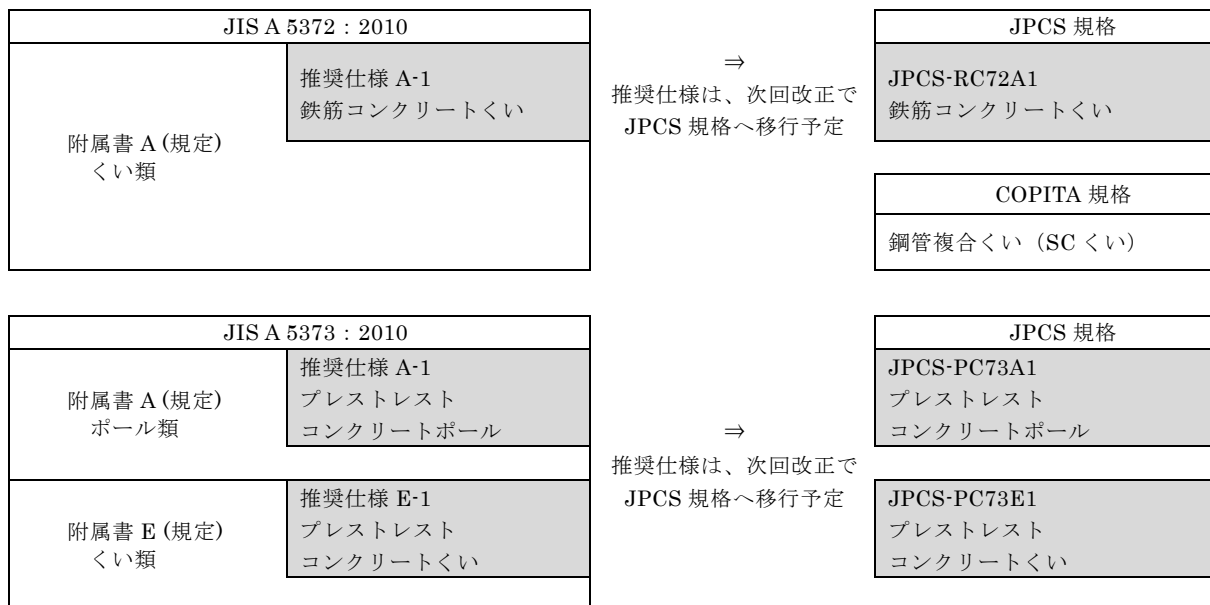 JIS A 5372：2010
推奨仕様 A-1
鉄筋コンクリートくい
附属書 A (規定)
くい類
⇒
推奨仕様は、次回改正で
JPCS 規格へ移行予定
JPCS 規格
JPCS-RC72A1
鉄筋コンクリートくい
COPITA 規格
鋼管複合くい（SC くい）
JIS A 5373：2010
附属書 A (規定)
ポール類
推奨仕様 A-1
プレストレスト
コンクリートポール
附属書 E (規定)
くい類
推奨仕様 E-1
プレストレスト
コンクリートくい
⇒
推奨仕様は、次回改正で
JPCS 規格へ移行予定
JPCS 規格
JPCS-PC73A1
プレストレスト
コンクリートポール
JPCS-PC73E1
プレストレスト
コンクリートくい